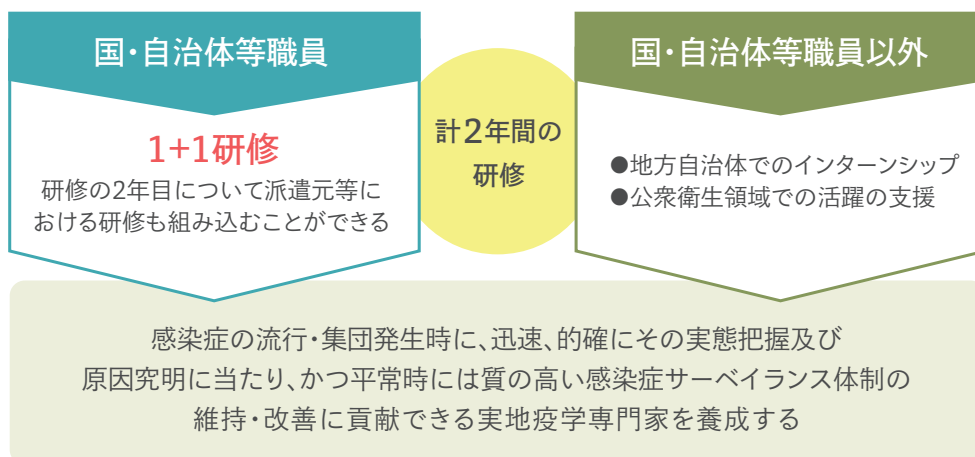 国・自治体等職員
1+1研修
研修の2年目について派遣元等に
おける研修も組み込むことができる
計2年間の
研修
国・自治体等職員以外
●地方自治体でのインターンシップ
●公衆衛生領域での活躍の支援
感染症の流行・集団発生時に、迅速、的確にその実態把握及び
原因究明に当たり、かつ平常時には質の高い感染症サーベイランス体制の
維持・改善に貢献できる実地疫学専門家を養成する